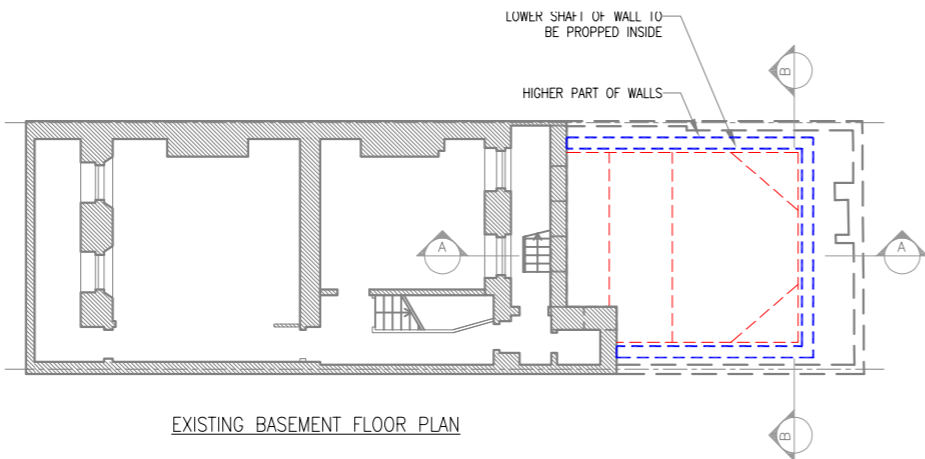 LOWER SHAFT OF WALL TO
BE PROPPED INSIDE
B
HIGHER PART OF WALLS
A
A
B
EXISTING BASEMENT FLOOR PLAN